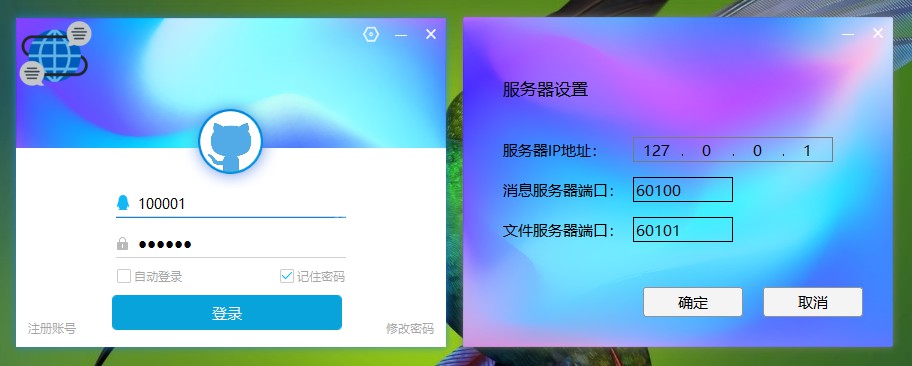 100001
●●●●●●
自动登录
记住密码
登录
注册账号
修改密码
服务器设置
服务器IP地址： 127 . 0 . 0 . 1
消息服务器端口： 60100
文件服务器端口： 60101
确定
取消